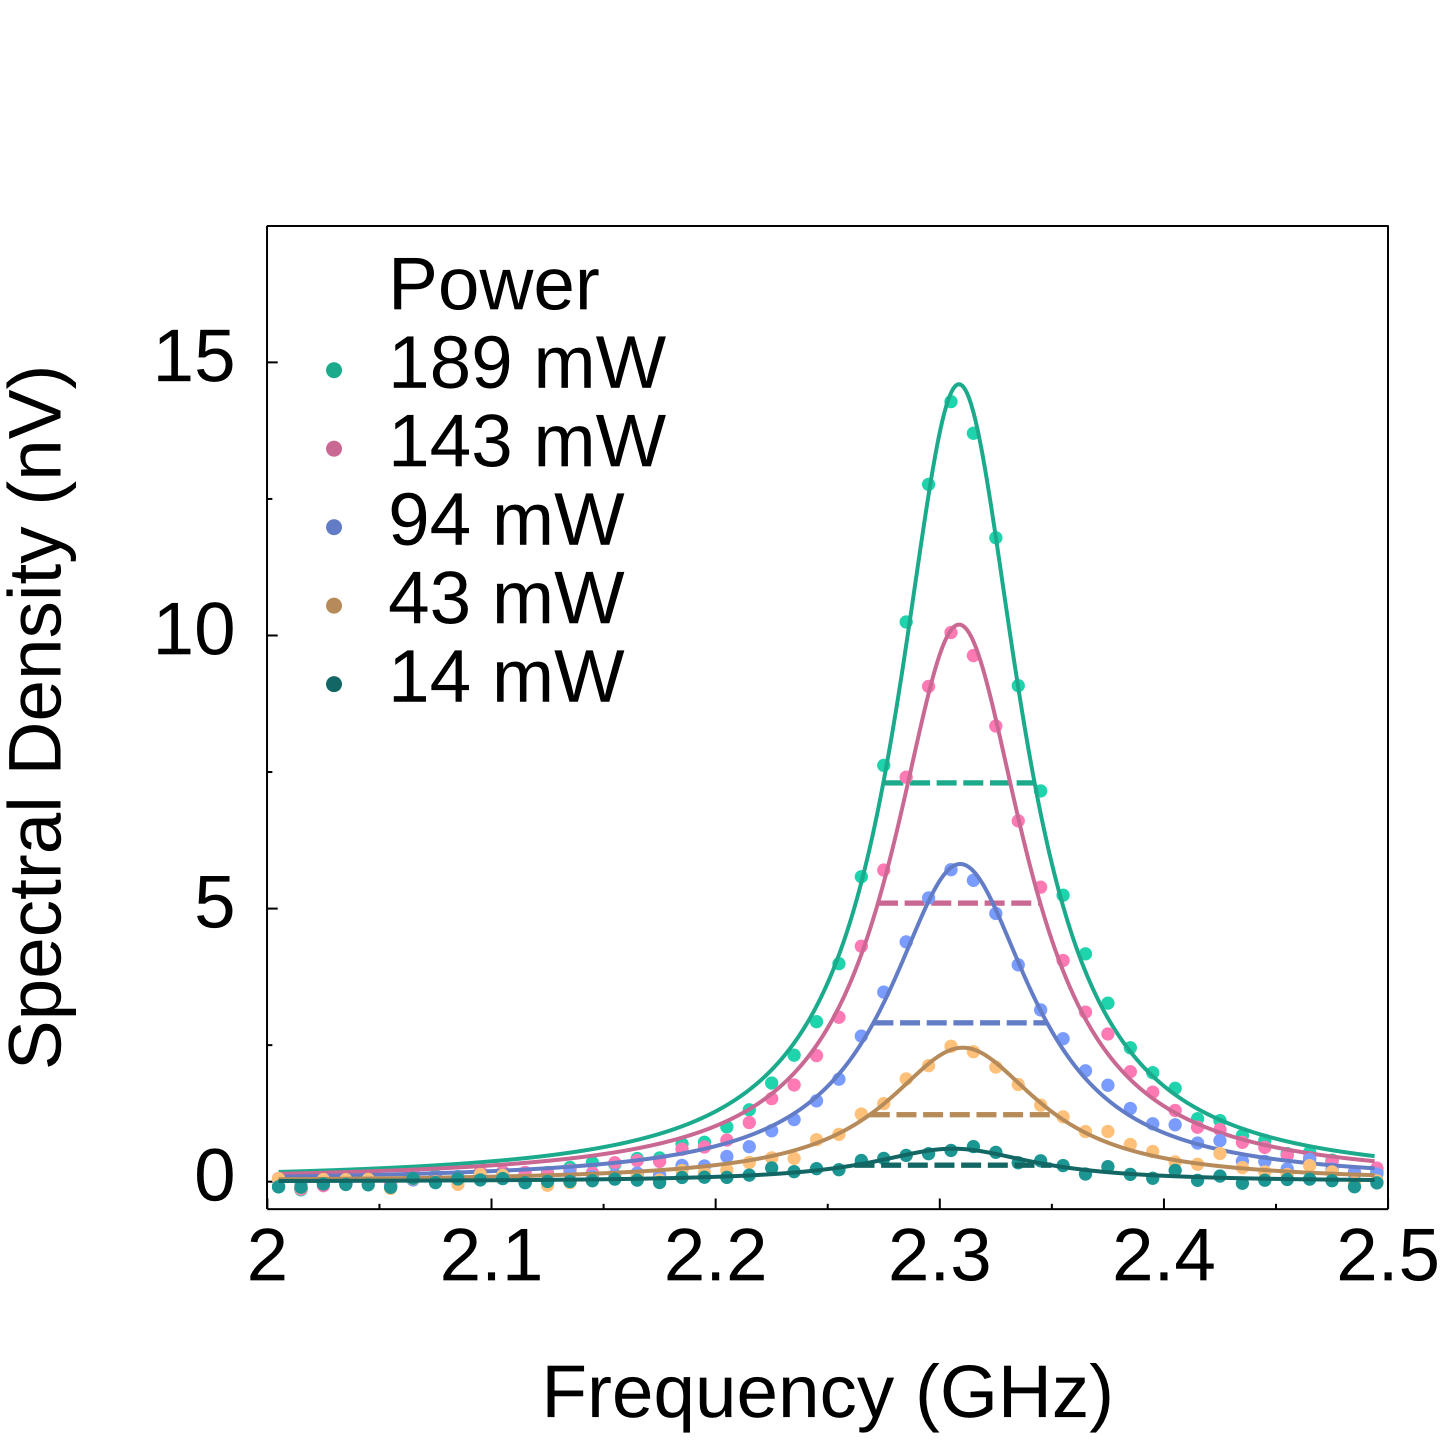 Power
189 mW
143 mW
94 mW
43 mW
14 mW
15
10
5
0
Spectral Density (nV)
2 2.1 2.2 2.3 2.4 2.5
Frequency (GHz)